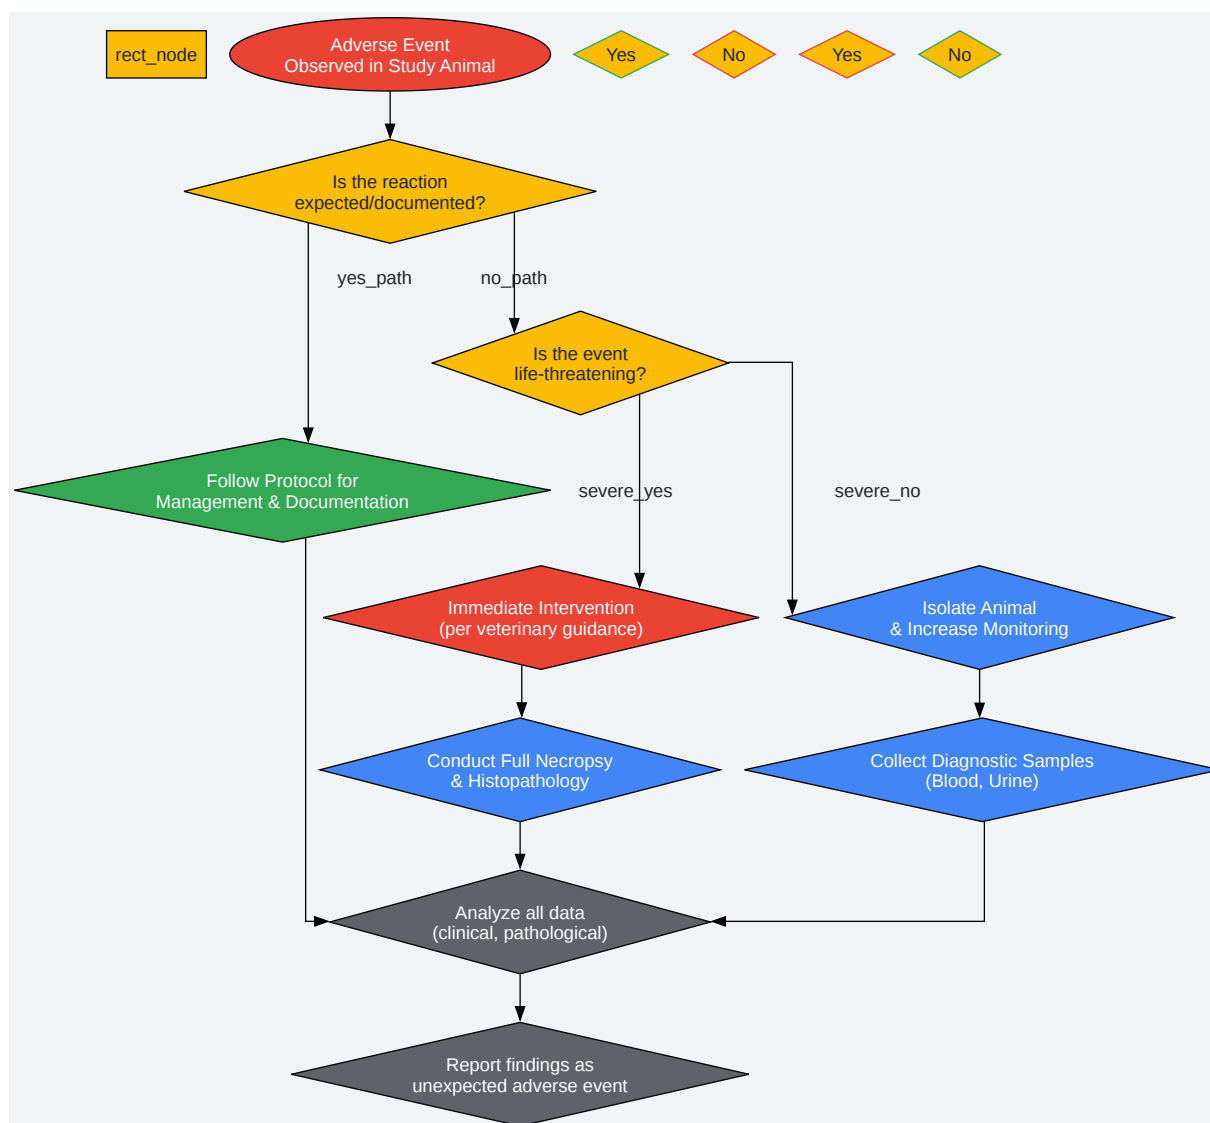 rect_node
Adverse Event
Observed in Study Animal
Yes
No
Yes
No
Is the reaction
expected/documented?
yes_path
no_path
Is the event
life-threatening?
Follow Protocol for
Management & Documentation
severe_yes
severe_no
Immediate Intervention
(per veterinary guidance)
Isolate Animal
& Increase Monitoring
Conduct Full Necropsy
& Histopathology
Collect Diagnostic Samples
(Blood, Urine)
Analyze all data
(clinical, pathological)
Report findings as
unexpected adverse event